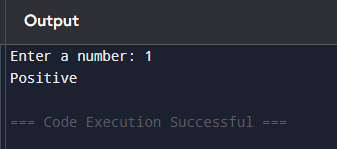 Output
Enter a number: 1
Positive
=== Code Execution Successful ===